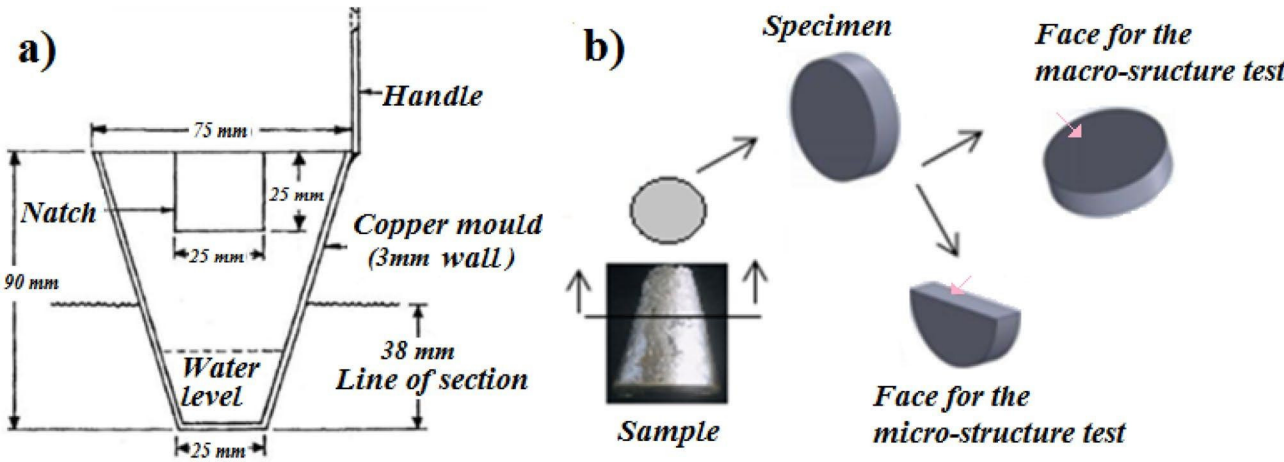 a)
Handle
75 mm
Natch
25 mm
25 mm
Copper mould
(3mm wall)
90 mm
38 mm
Line of section
Water
level
25 mm
b)
Specimen
Face for the
macro-sructure test
Sample
Face for the
micro-structure test